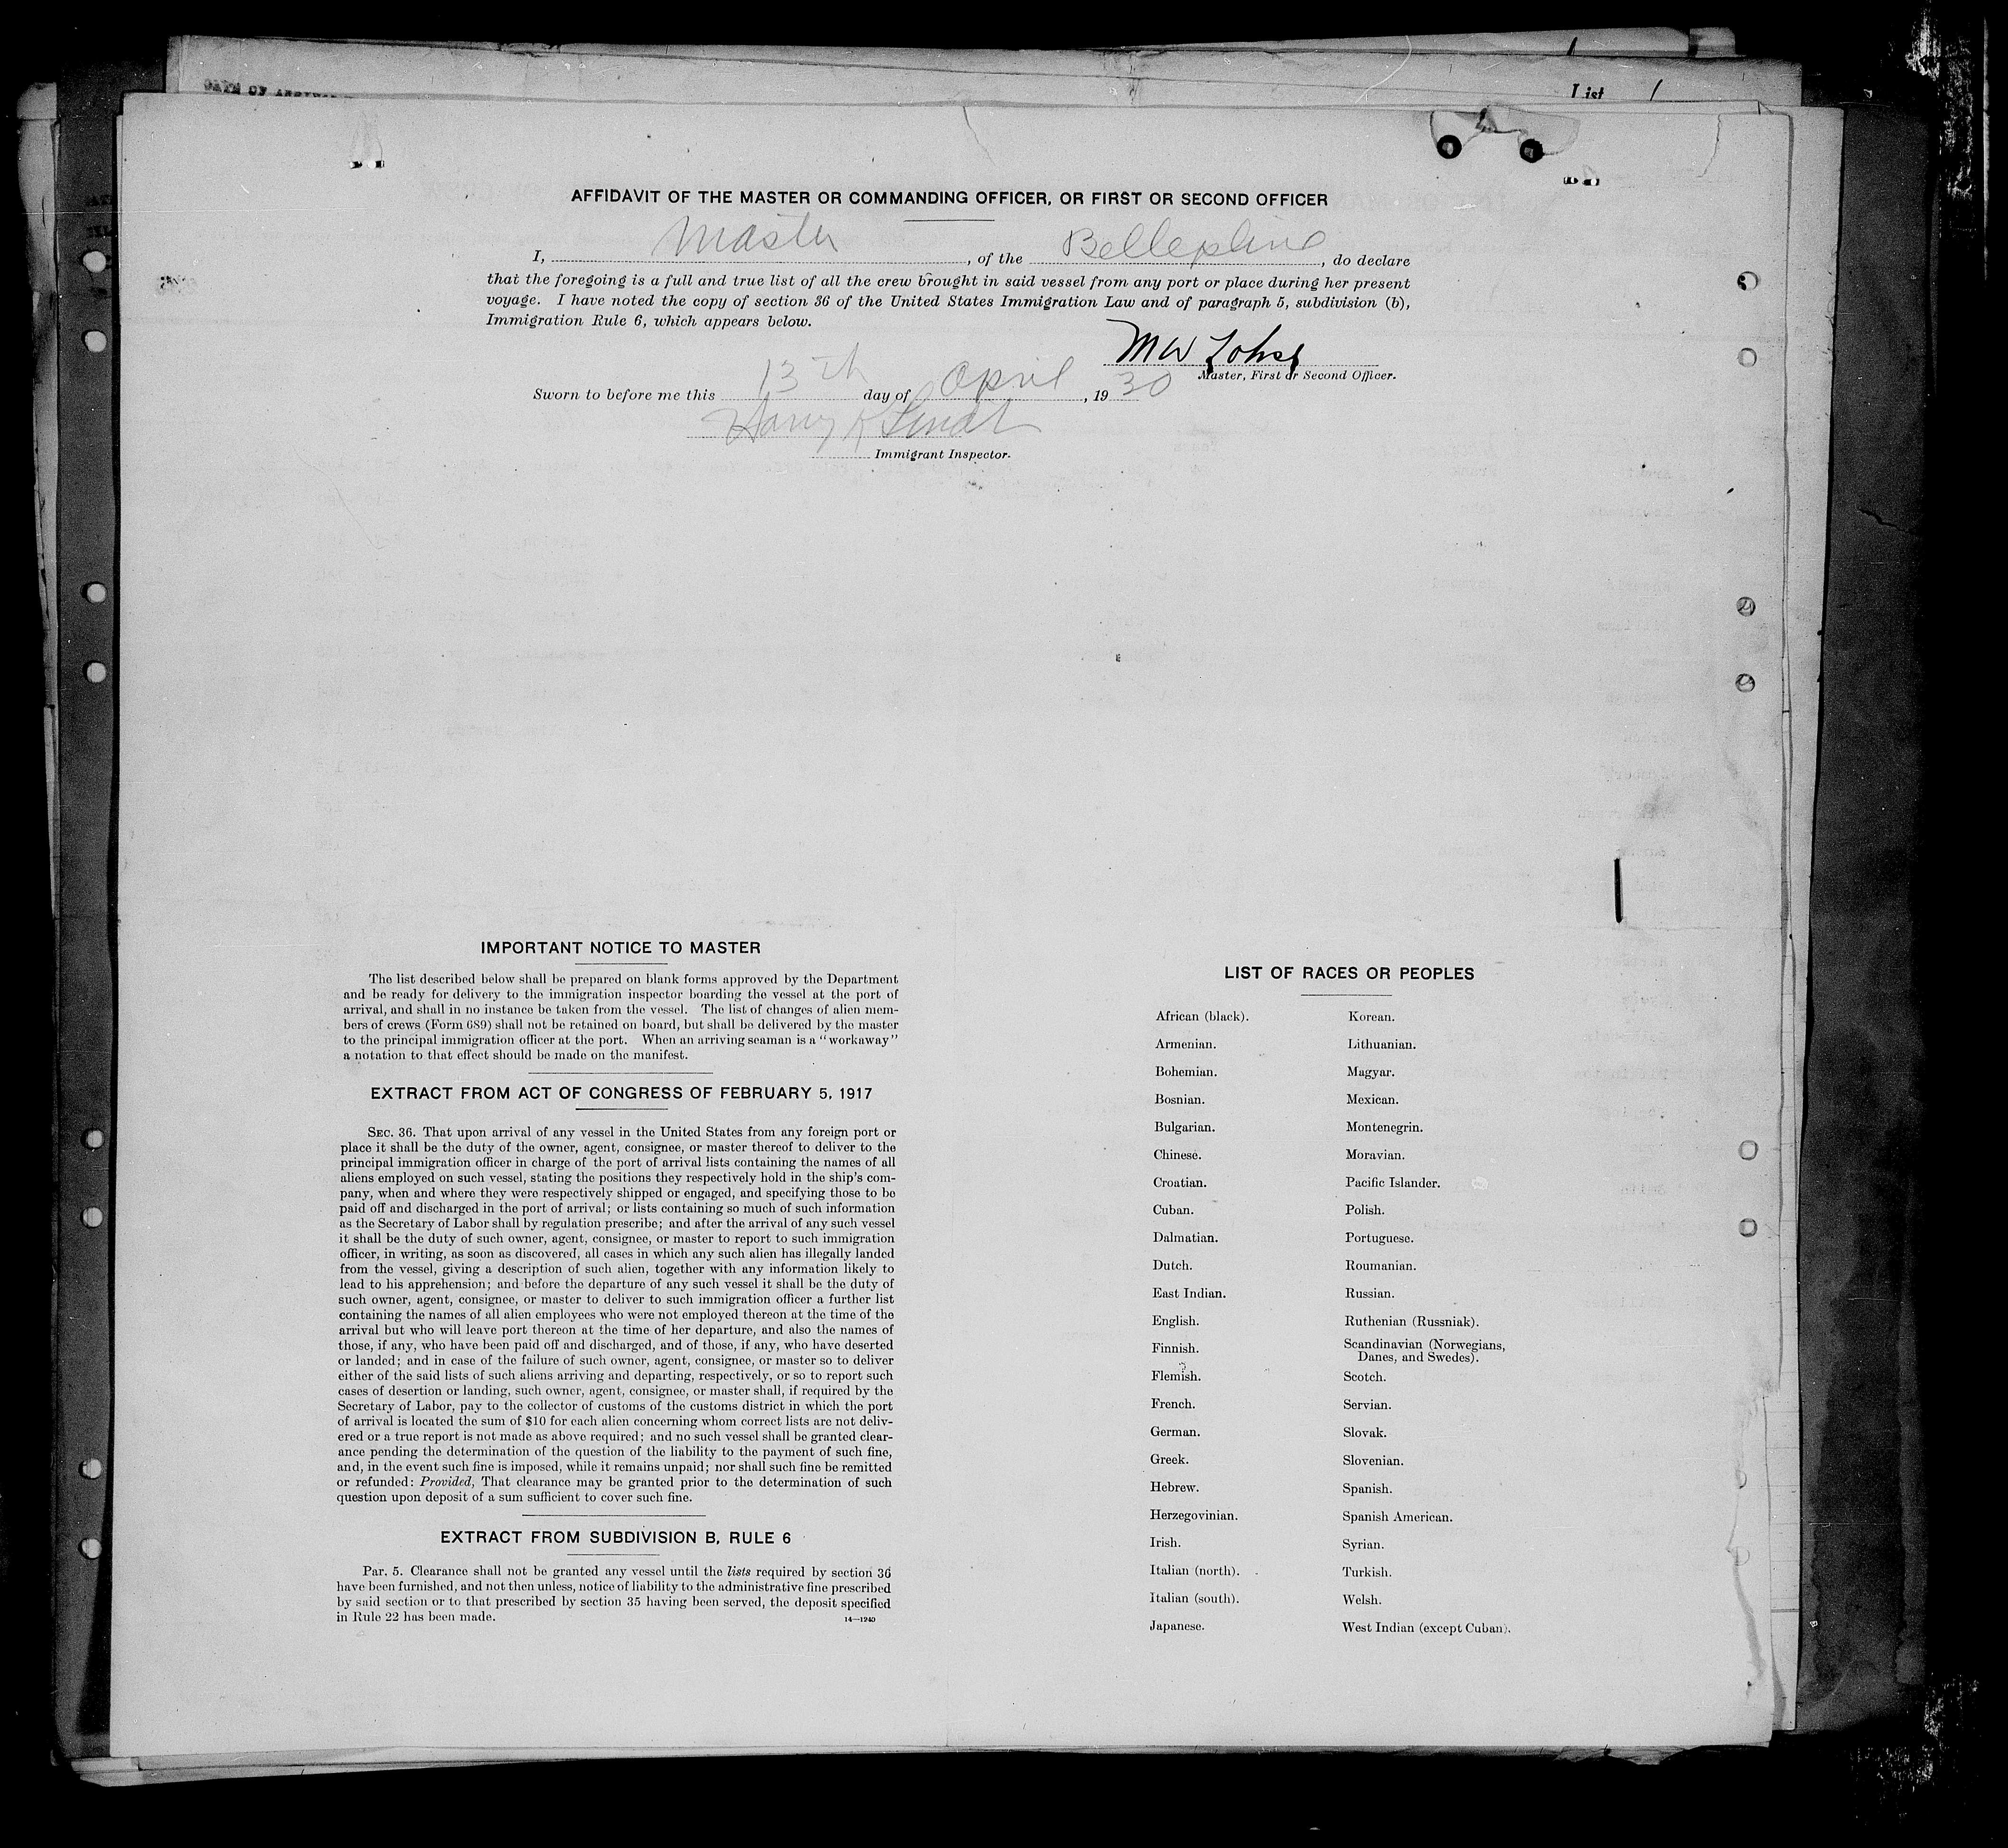 List 1
AFFIDAVIT OF THE MASTER OR COMMANDING OFFICER, OR FIRST OR SECOND OFFICER
I, Master, of the Bellepline, do declare
that the foregoing is a full and true list of all the crew brought in said vessel from any port or place during her present
voyage. I have noted the copy of section 36 of the United States Immigration Law and of paragraph 5, subdivision (b),
Immigration Rule 6, which appears below.
M W
Master, First or Second Officer.
Sworn to before me this 13th day of April, 1930
Harry K
Immigrant Inspector.
IMPORTANT NOTICE TO MASTER
The list described below shall be prepared on blank forms approved by the Department
and be ready for delivery to the immigration inspector boarding the vessel at the port of
arrival, and shall in no instance be taken from the vessel. The list of changes of alien mem-
bers of crews (Form 689) shall not be retained on board, but shall be delivered by the master
to the principal immigration officer at the port. When an arriving seaman is a "workaway"
a notation to that effect should be made on the manifest.
EXTRACT FROM ACT OF CONGRESS OF FEBRUARY 5, 1917
SEC. 36. That upon arrival of any vessel in the United States from any foreign port or
place it shall be the duty of the owner, agent, consignee, or master thereof to deliver to the
principal immigration officer in charge of the port of arrival lists containing the names of all
aliens employed on such vessel, stating the positions they respectively hold in the ship's com-
pany, when and where they were respectively shipped or engaged, and specifying those to be
paid off and discharged in the port of arrival; or lists containing so much of such information
as the Secretary of Labor shall by regulation prescribe; and after the arrival of any such vessel
it shall be the duty of such owner, agent, consignee, or master to report to such immigration
officer, in writing, as soon as discovered, all cases in which any such alien has illegally landed
from the vessel, giving a description of such alien, together with any information likely to
lead to his apprehension; and before the departure of any such vessel it shall be the duty of
such owner, agent, consignee, or master to deliver to such immigration officer a further list
containing the names of all alien employees who were not employed thereon at the time of the
arrival but who will leave port thereon at the time of her departure, and also the names of
those, if any, who have been paid off and discharged, and of those, if any, who have deserted
or landed; and in case of the failure of such owner, agent, consignee, or master so to deliver
either of the said lists of such aliens arriving and departing, respectively, or so to report such
cases of desertion or landing, such owner, agent, consignee, or master shall, if required by the
Secretary of Labor, pay to the collector of customs of the customs district in which the port
of arrival is located the sum of $10 for each alien concerning whom correct lists are not deliv-
ered or a true report is not made as above required; and no such vessel shall be granted clear-
ance pending the determination of the question of the liability to the payment of such fine,
and, in the event such fine is imposed, while it remains unpaid; nor shall such fine be remitted
or refunded: Provided, That clearance may be granted prior to the determination of such
question upon deposit of a sum sufficient to cover such fine.
EXTRACT FROM SUBDIVISION B, RULE 6
Par. 5. Clearance shall not be granted any vessel until the lists required by section 36
have been furnished, and not then unless, notice of liability to the administrative fine prescribed
by said section or to that prescribed by section 35 having been served, the deposit specified
in Rule 22 has been made.
14—1240
LIST OF RACES OR PEOPLES
African (black).
Armenian.
Bohemian.
Bosnian.
Bulgarian.
Chinese.
Croatian.
Cuban.
Dalmatian.
Dutch.
East Indian.
English.
Finnish.
Flemish.
French.
German.
Greek.
Hebrew.
Herzegovinian.
Irish.
Italian (north).
Italian (south).
Japanese.
Korean.
Lithuanian.
Magyar.
Mexican.
Montenegrin.
Moravian.
Pacific Islander.
Polish.
Portuguese.
Roumanian.
Russian.
Ruthenian (Russniak).
Scandinavian (Norwegians,
Danes, and Swedes).
Scotch.
Servian.
Slovak.
Slovenian.
Spanish.
Spanish American.
Syrian.
Turkish.
Welsh.
West Indian (except Cuban).